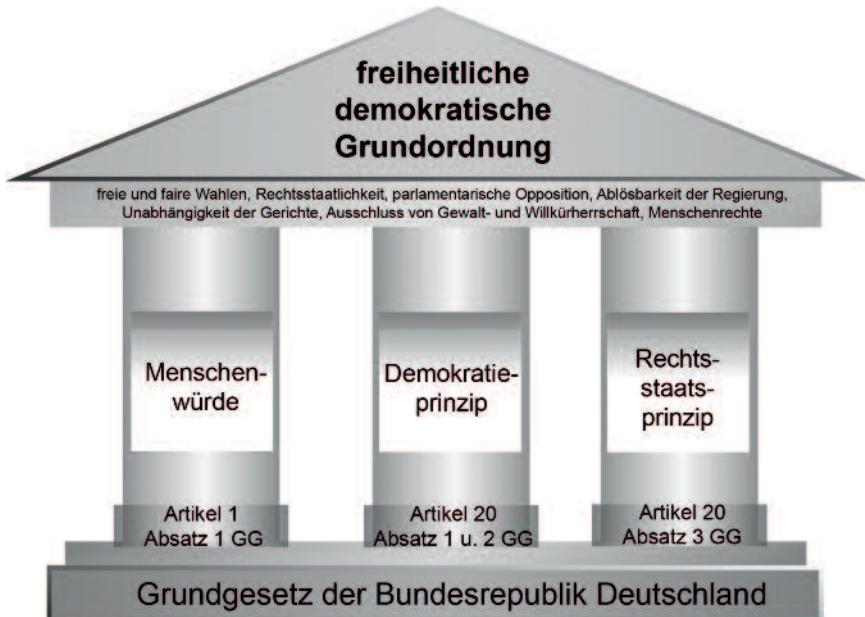 freiheitliche
demokratische
Grundordnung
freie und faire Wahlen, Rechtsstaatlichkeit, parlamentarische Opposition, Ablösbarkeit der Regierung,
Unabhängigkeit der Gerichte, Ausschluss von Gewalt- und Willkürherrschaft, Menschenrechte
Menschen-
würde
Demokratie-
prinzip
Rechts-
staats-
prinzip
Artikel 1
Absatz 1 GG
Artikel 20
Absatz 1 u. 2 GG
Artikel 20
Absatz 3 GG
Grundgesetz der Bundesrepublik Deutschland